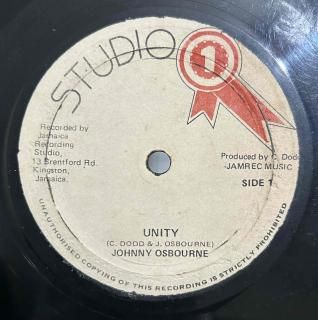 STUDIO 1
Recorded by
Jamaica
Recording
Studio,
13 Brentford Rd.
Kingston,
Jamaica.
Produced by C. Dodd
-JAMREC MUSIC
SIDE 1
UNITY
(C. DODD & J. OSBOURNE)
JOHNNY OSBOURNE
UNAUTHORISED COPYING OF THIS RECORDING IS STRICTLY PROHIBITED